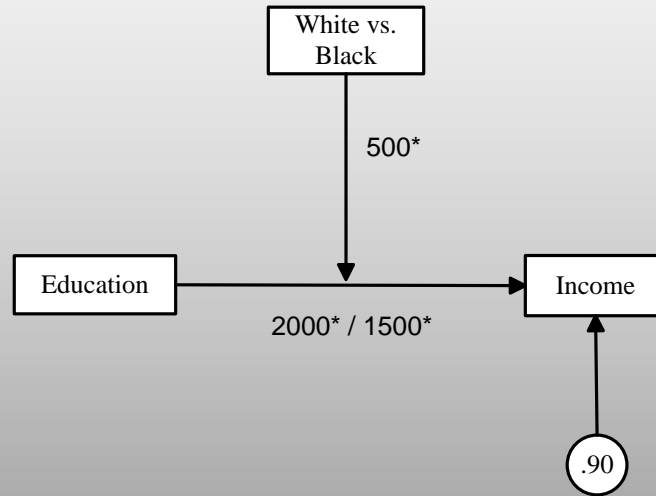 White vs.
Black
500*
Education
Income
2000* / 1500*
.90